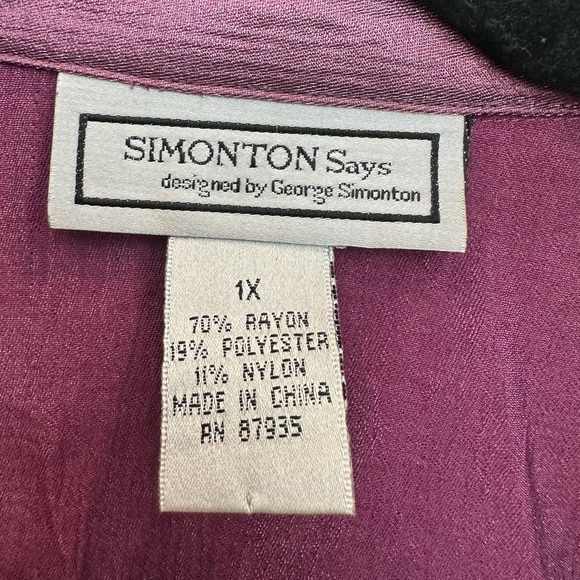 SIMONTON Says
designed by George Simonton
1X
70% RAYON
19% POLYESTER
11% NYLON
MADE IN CHINA
RN 87935